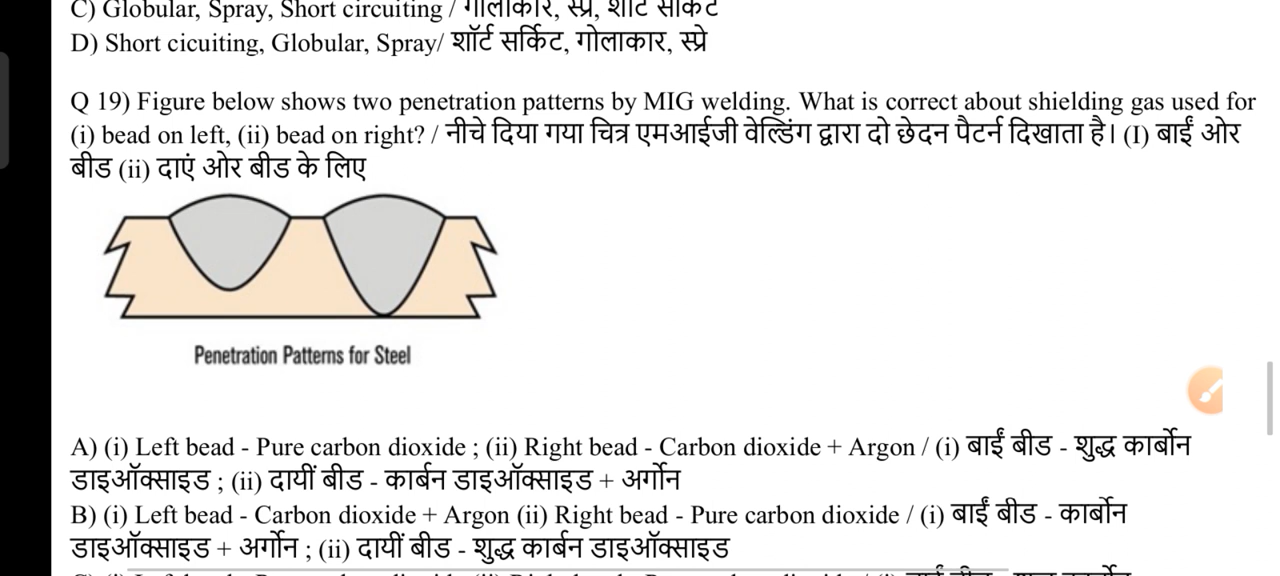 C) Globular, Spray, Short circuiting / गोलाकार, स्प्रे, शॉर्ट सर्किट
D) Short cicuiting, Globular, Spray/ शॉर्ट सर्किट, गोलाकार, स्प्रे
Q 19) Figure below shows two penetration patterns by MIG welding. What is correct about shielding gas used for
(i) bead on left, (ii) bead on right? / नीचे दिया गया चित्र एमआईजी वेल्डिंग द्वारा दो छेदन पैटर्न दिखाता है। (I) बाईं ओर
बीड (ii) दाएं ओर बीड के लिए
Penetration Patterns for Steel
A) (i) Left bead - Pure carbon dioxide ; (ii) Right bead - Carbon dioxide + Argon / (i) बाईं बीड - शुद्ध कार्बोन
डाइऑक्साइड ; (ii) दायीं बीड - कार्बन डाइऑक्साइड + अर्गोन
B) (i) Left bead - Carbon dioxide + Argon (ii) Right bead - Pure carbon dioxide / (i) बाईं बीड - कार्बोन
डाइऑक्साइड + अर्गोन ; (ii) दायीं बीड - शुद्ध कार्बन डाइऑक्साइड